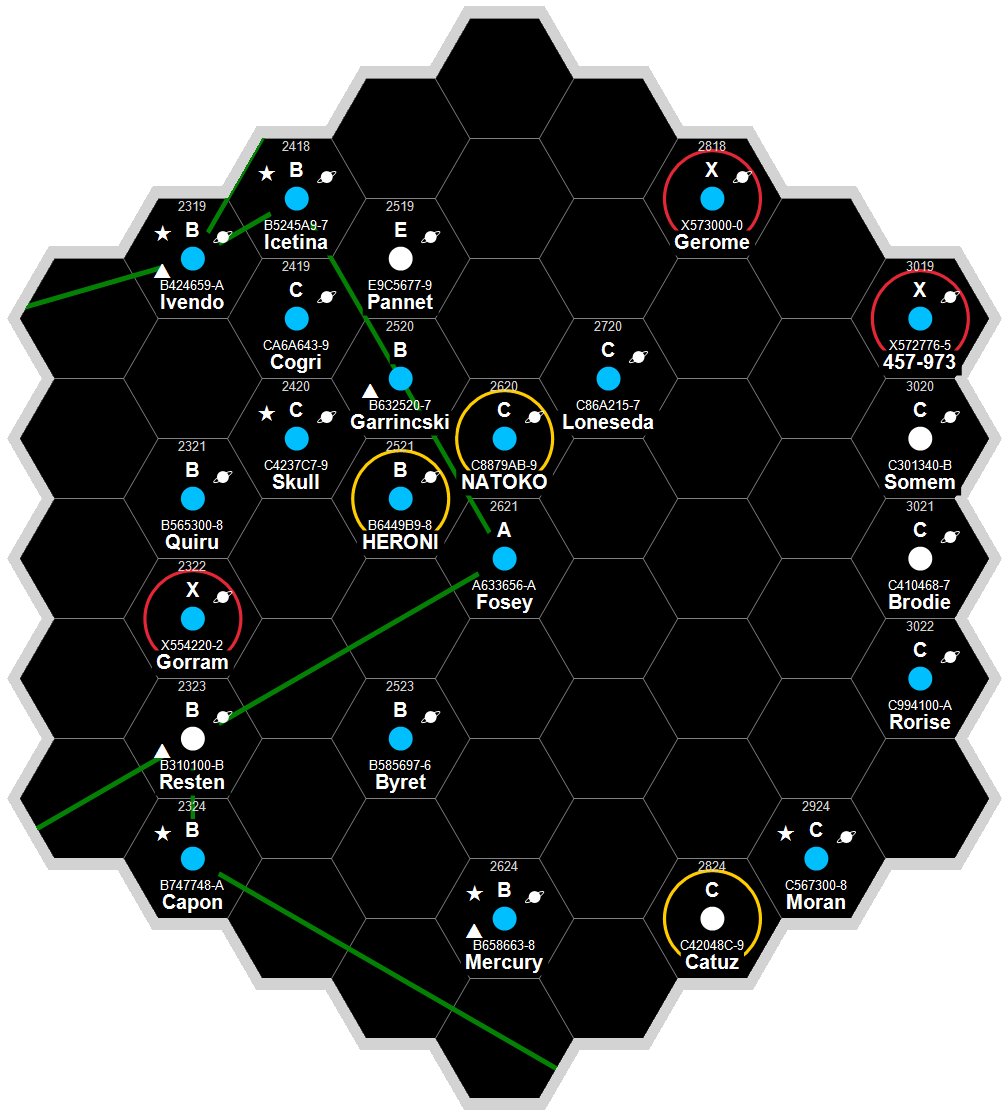 2418
B
B5245A9-7
Icetina
2818
X
X573000-0
Gerome
2319
B
B424659-A
Ivendo
2519
E
E9C5677-9
Pannet
2419
C
CA6A643-9
Cogri
3019
X
X572776-5
457-973
2520
B
B632520-7
Garrincski
2720
C
C86A215-7
Loneseda
2420
C
C4237C7-9
Skull
2620
C
C8879AB-9
NATOKO
3020
C
C301340-B
Somem
2321
B
B565300-8
Quiru
2521
B
B6449B9-8
HERONI
2621
A
A633656-A
Fosey
3021
C
C410468-7
Brodie
2322
X
X554220-2
Gorram
3022
C
C994100-A
Rorise
2323
B
B310100-B
Resten
2523
B
B585697-6
Byret
2324
B
B747748-A
Capon
2924
C
C567300-8
Moran
2624
B
B658663-8
Mercury
2824
C
C42048C-9
Catuz